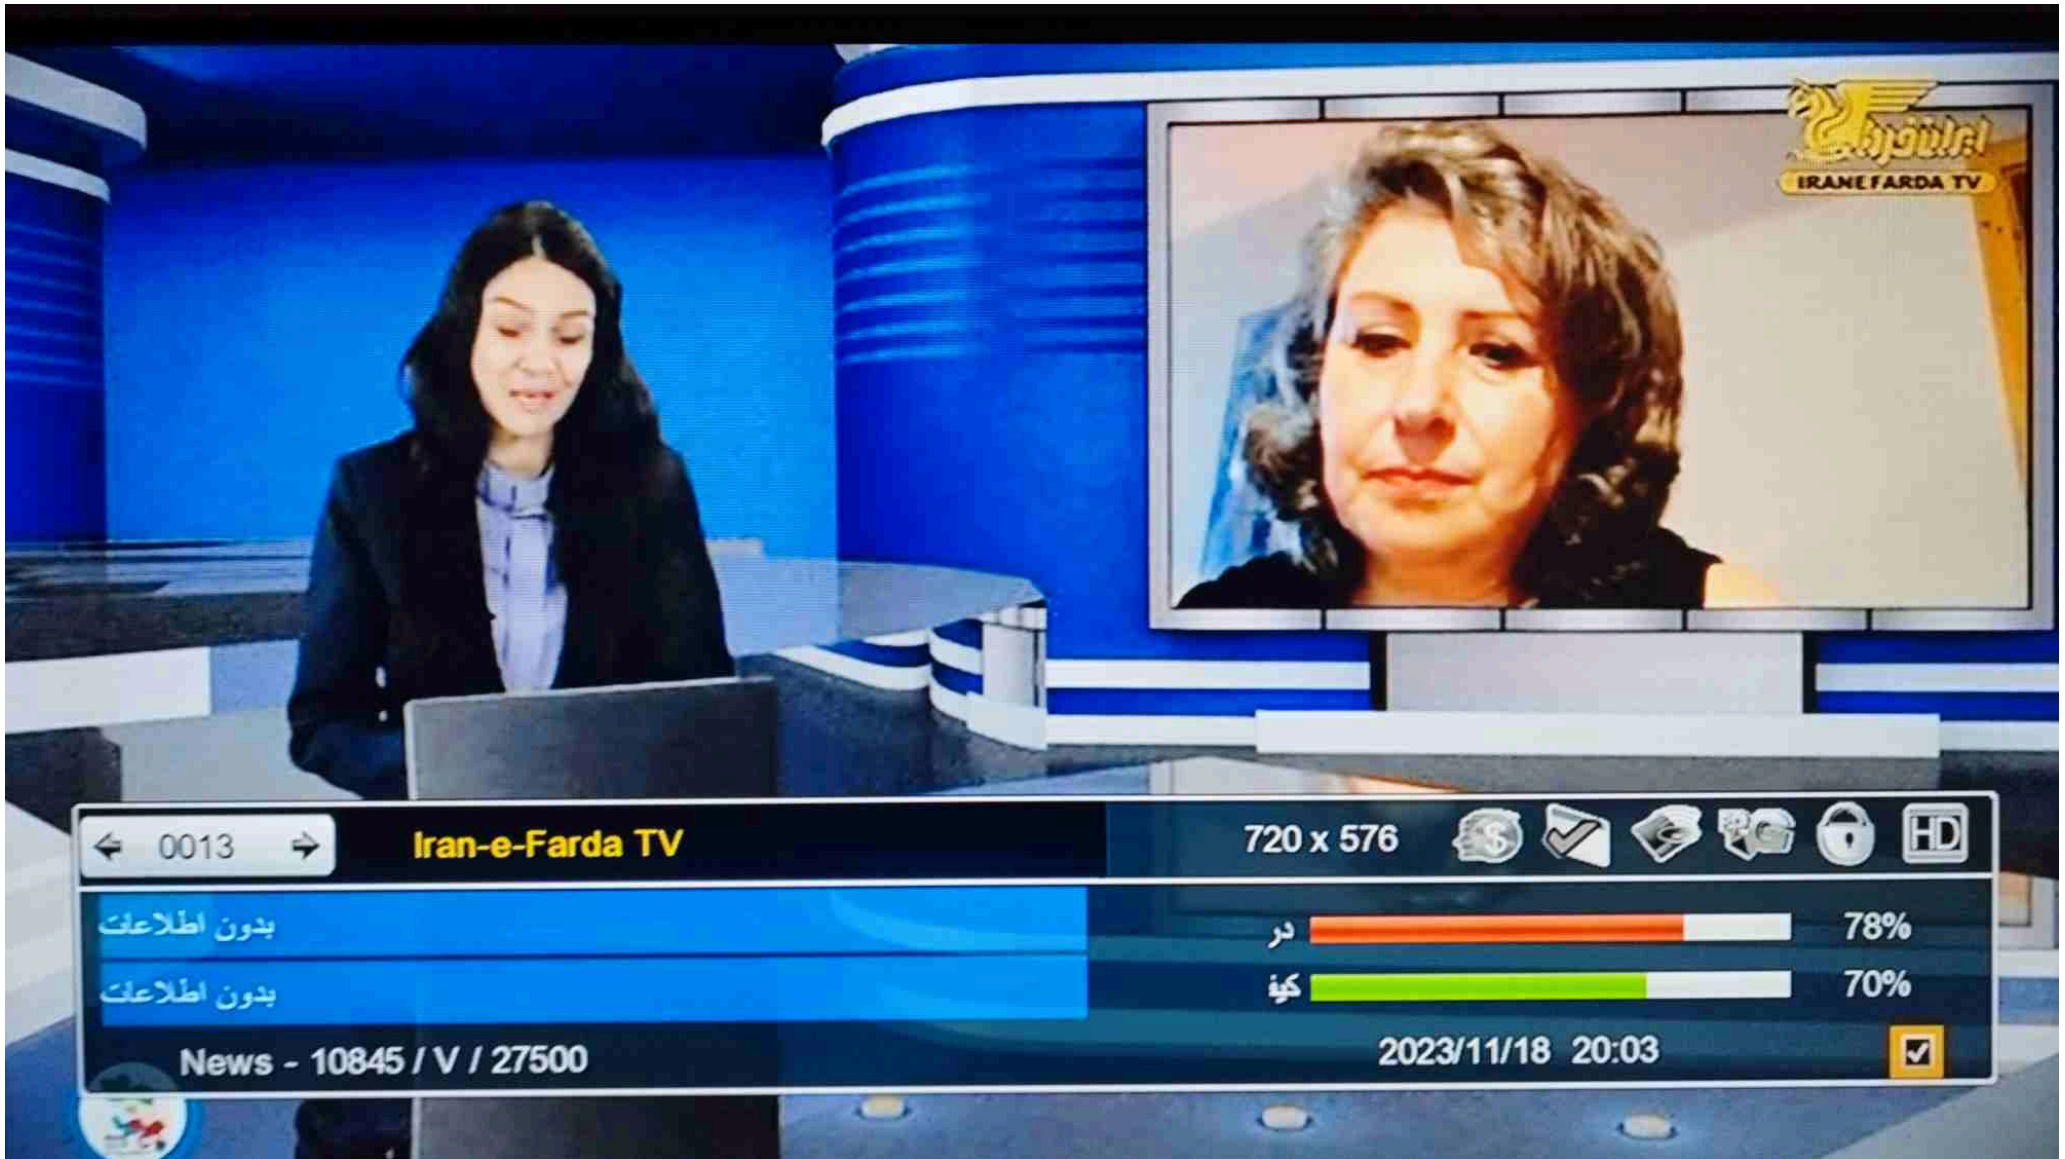 ایران فردا
IRANE FARDA TV
0013 Iran-e-Farda TV 720 x 576 HD
بدون اطلاعات
در 78%
بدون اطلاعات
کیف 70%
News - 10845 / V / 27500 2023/11/18 20:03